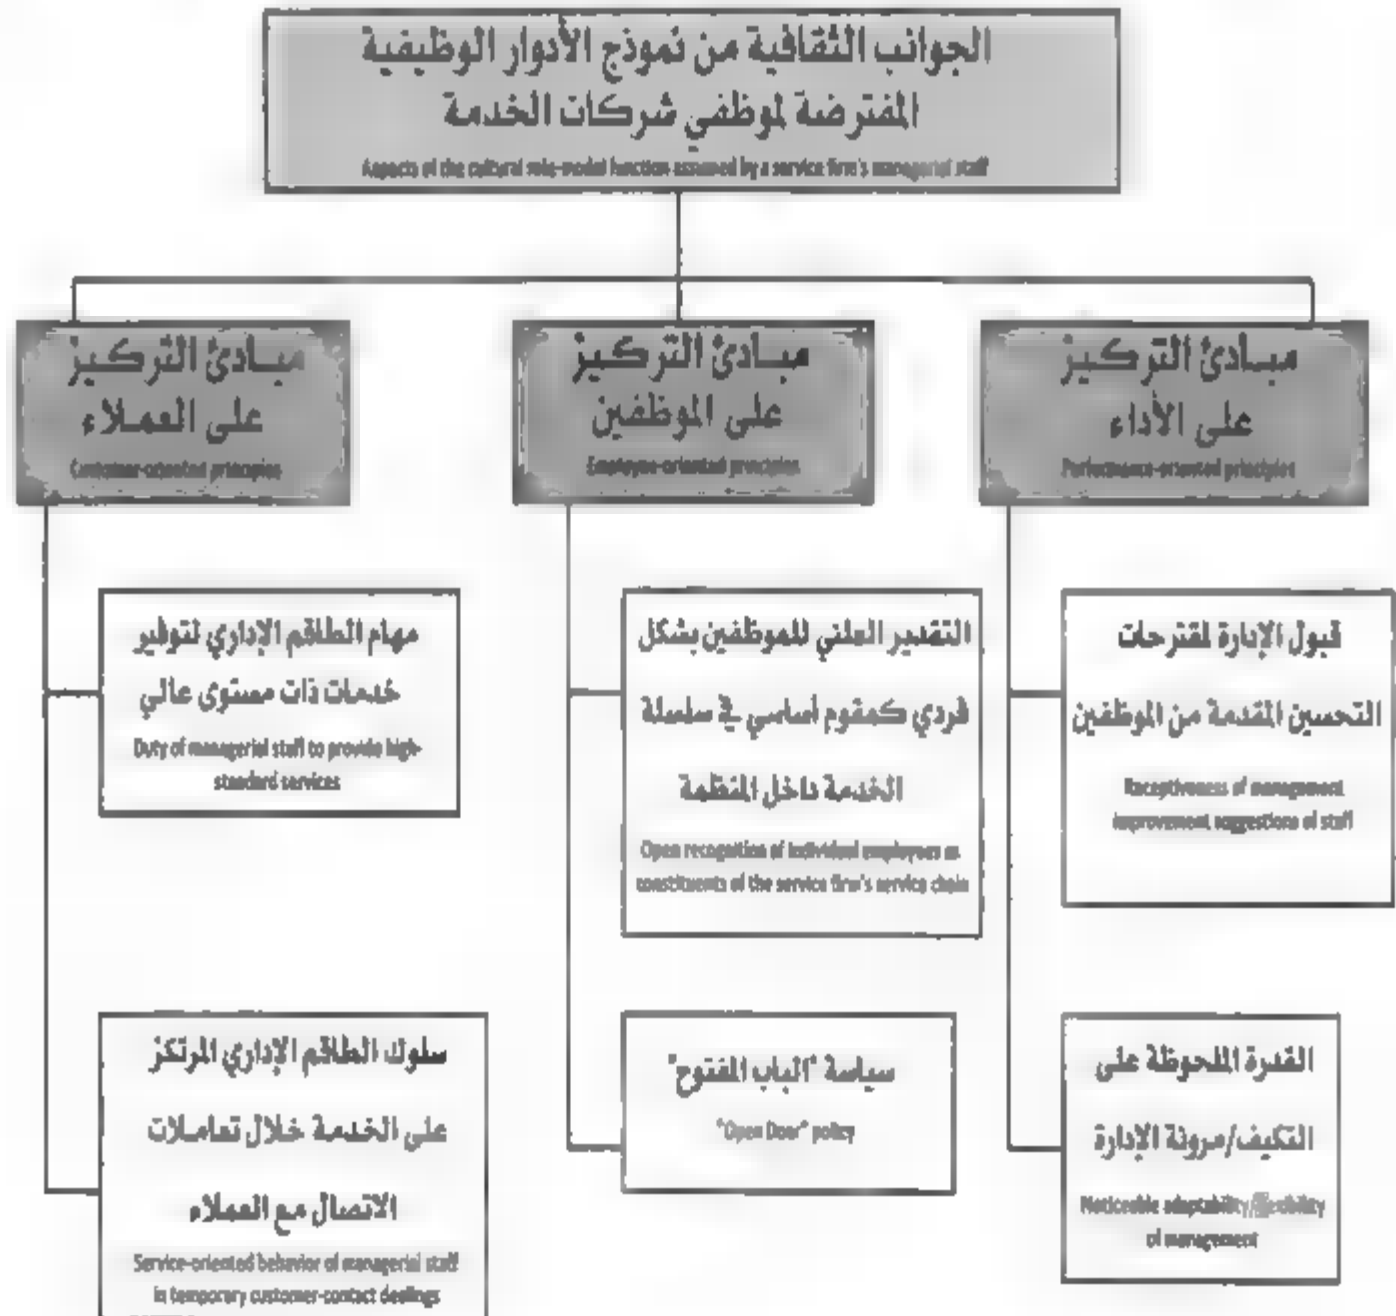 الجوانب الثقافية من نموذج الأدوار الوظيفية
المفترضة لموظفي شركات الخدمة
Aspects of the cultural role-model function assumed by a service firm's managerial staff
مبادئ التركيز
على العملاء
Customer-oriented principles
مبادئ التركيز
على الموظفين
Employee-oriented principles
مبادئ التركيز
على الأداء
Performance-oriented principles
مهام الطاقم الإداري لتوفير
خدمات ذات مستوى عالي
Duty of managerial staff to provide high-
standard services
التقدير العلني للموظفين بشكل
فردي كمقوم أساسي في سلسلة
الخدمة داخل المنظمة
Open recognition of individual employees as
constituents of the service firm's service chain
قبول الإدارة لمقترحات
التحسين المقدمة من الموظفين
Receptiveness of management
improvement suggestions of staff
سلوك الطاقم الإداري المرتكز
على الخدمة خلال تعاملات
الاتصال مع العملاء
Service-oriented behavior of managerial staff
in temporary customer-contact dealings
سياسة "الباب المفتوح"
"Open Door" policy
القدرة الملحوظة على
التكيف/مرونة الإدارة
Noticeable adaptability/flexibility
of management